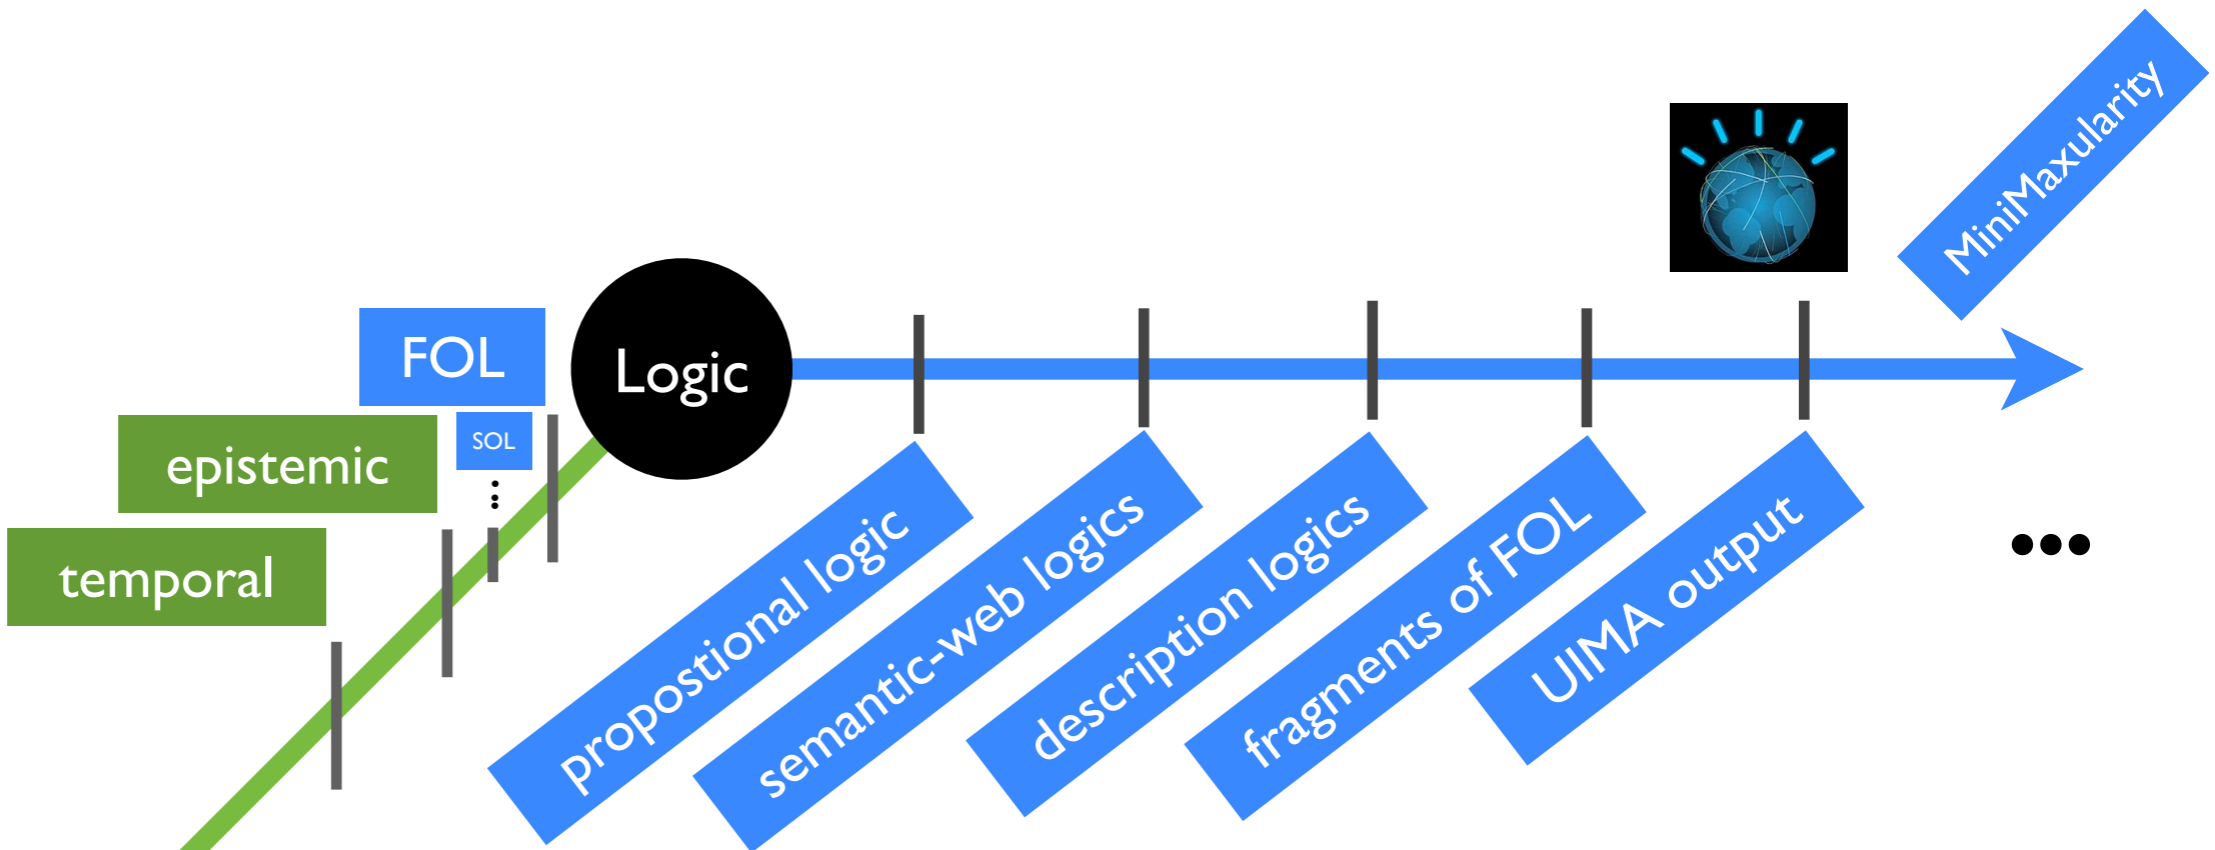 MiniMaxularity
FOL
Logic
epistemic
SOL
temporal
propostional logic
semantic-web logics
description logics
fragments of FOL
UIMA output